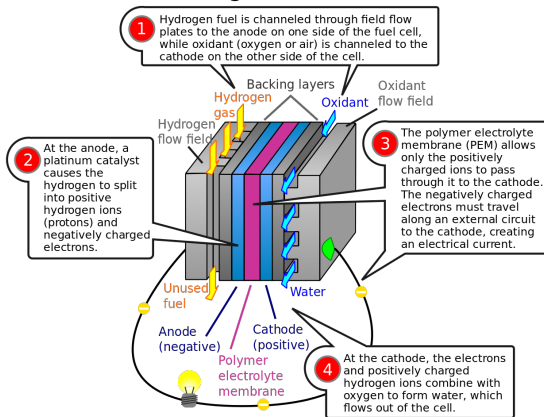 1
Hydrogen fuel is channeled through field flow
plates to the anode on one side of the fuel cell,
while oxidant (oxygen or air) is channeled to the
cathode on the other side of the cell.
Backing layers
Oxidant
flow field
Hydrogen
gas
Oxidant
Hydrogen
flow field
2
At the anode, a
platinum catalyst
causes the
hydrogen to split
into positive
hydrogen ions
(protons) and
negatively charged
electrons.
3
The polymer electrolyte
membrane (PEM) allows
only the positively
charged ions to pass
through it to the cathode.
The negatively charged
electrons must travel
along an external circuit
to the cathode, creating
an electrical current.
Unused
fuel
Water
Anode
(negative)
Cathode
(positive)
Polymer
electrolyte
membrane
4
At the cathode, the electrons
and positively charged
hydrogen ions combine with
oxygen to form water, which
flows out of the cell.